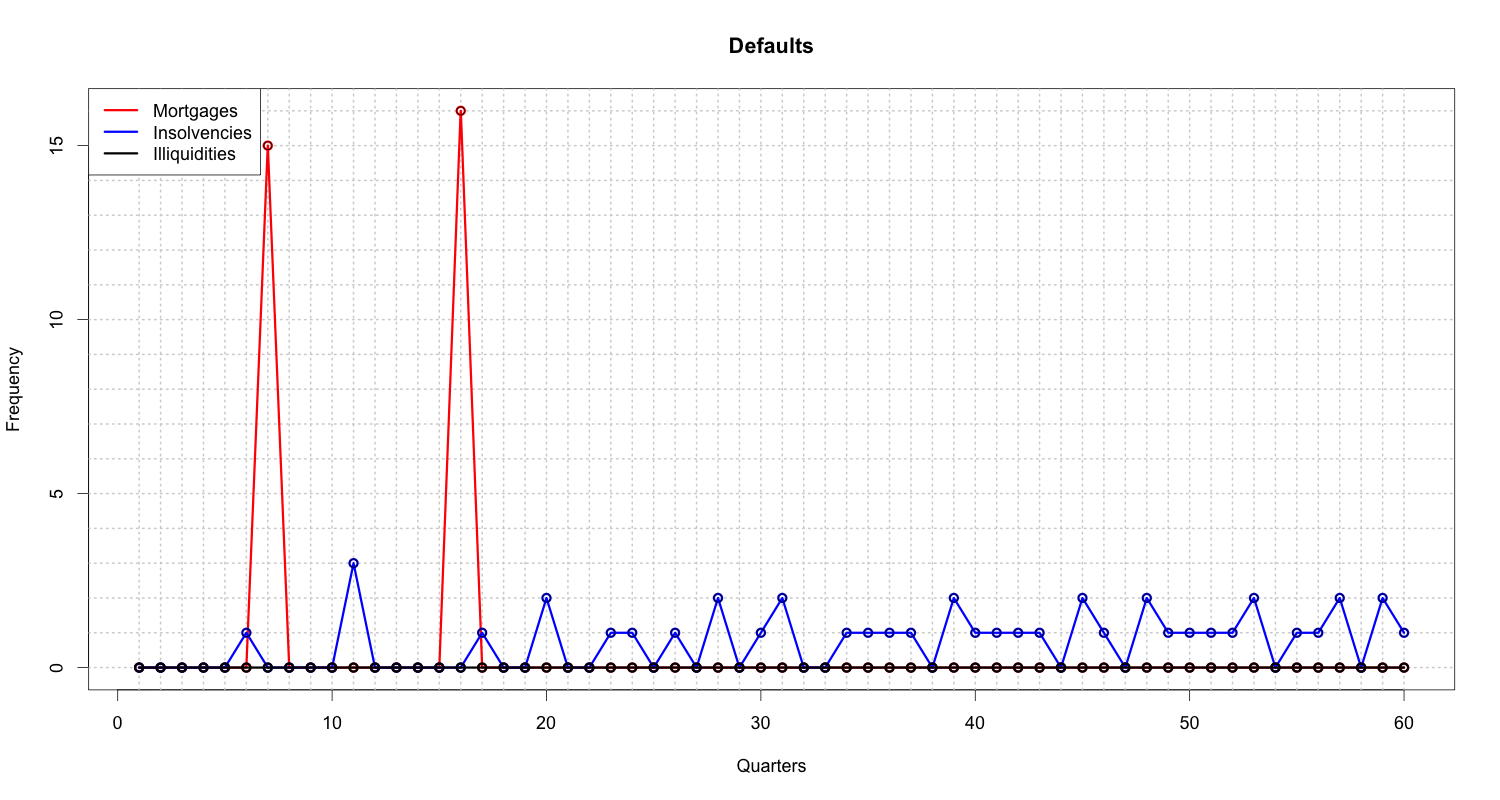 Defaults
Mortgages
Insolvencies
Illiquidities
15
10
5
0
Frequency
0 10 20 30 40 50 60
Quarters